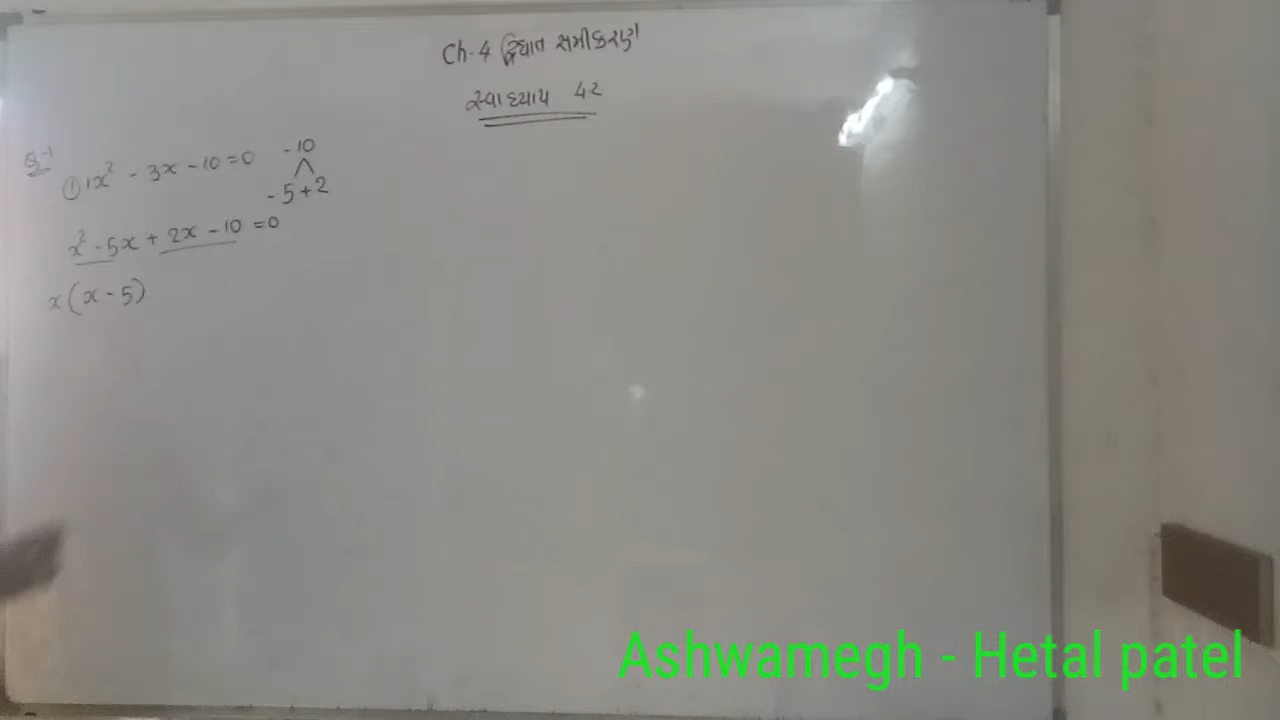 Ch-4 દ્વિઘાત સમીકરણ
સ્વાધ્યાય 4.2
Q-1
① 1x² - 3x - 10 = 0
-10
- 5 + 2
x² - 5x + 2x - 10 = 0
x(x - 5)
Ashwamegh - Hetal patel